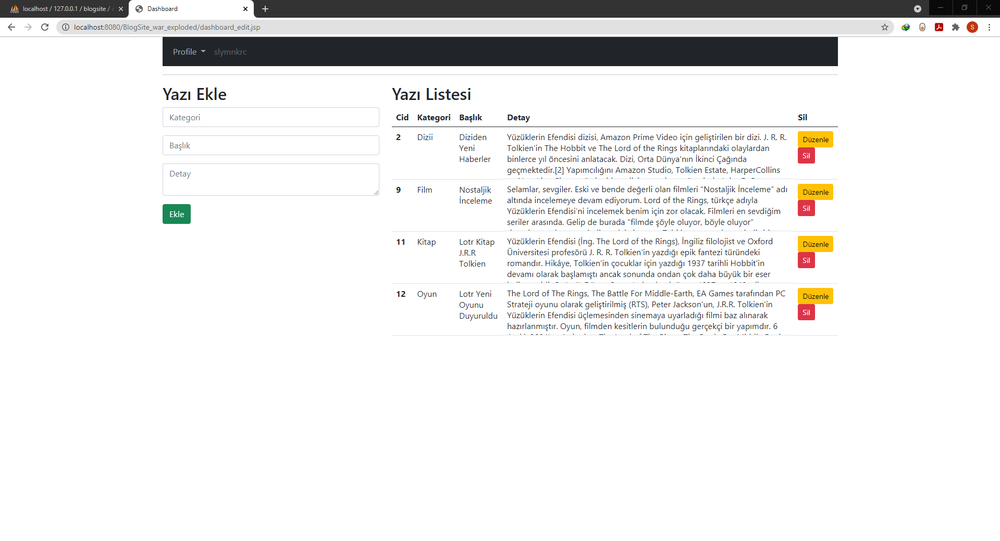 localhost / 127.0.0.1 / blogsite /
Dashboard
localhost:8080/BlogSite_war_exploded/dashboard_edit.jsp
S
Profile slymnkrc
Yazı Ekle
Kategori
Başlık
Detay
Ekle
Yazı Listesi
Cid Kategori Başlık Detay Sil
2 Dizii
Diziden
Yeni
Haberler
Yüzüklerin Efendisi dizisi, Amazon Prime Video için geliştirilen bir dizi. J. R. R.
Tolkien'in The Hobbit ve The Lord of the Rings kitaplarındaki olaylardan
binlerce yıl öncesini anlatacak. Dizi, Orta Dünya'nın İkinci Çağında
geçmektedir.[2] Yapımcılığını Amazon Studio, Tolkien Estate, HarperCollins
Düzenle
Sil
9 Film
Nostaljik
İnceleme
Selamlar, sevgiler. Eski ve bende değerli olan filmleri “Nostaljik İnceleme” adı
altında incelemeye devam ediyorum. Lord of the Rings, türkçe adıyla
Yüzüklerin Efendisi’ni incelemek benim için zor olacak. Filmleri en sevdiğim
seriler arasında. Gelip de burada “filmde şöyle oluyor, böyle oluyor”
Düzenle
Sil
11 Kitap
Lotr Kitap
J.R.R
Tolkien
Yüzüklerin Efendisi (İng. The Lord of the Rings), İngiliz filolojist ve Oxford
Üniversitesi profesörü J. R. R. Tolkien'in yazdığı epik fantezi türündeki
romandır. Hikâye, Tolkien'in çocuklar için yazdığı 1937 tarihli Hobbit'in
devamı olarak başlamıştı ancak sonunda ondan çok daha büyük bir eser
Düzenle
Sil
12 Oyun
Lotr Yeni
Oyunu
Duyuruldu
The Lord of The Rings, The Battle For Middle-Earth, EA Games tarafından PC
Strateji oyunu olarak geliştirilmiş (RTS), Peter Jackson'un, J.R.R. Tolkien'in
Yüzüklerin Efendisi üçlemesinden sinemaya uyarladığı filmi baz alınarak
hazırlanmıştır. Oyun, filmden kesitlerin bulunduğu gerçekçi bir yapımdır. 6
Düzenle
Sil